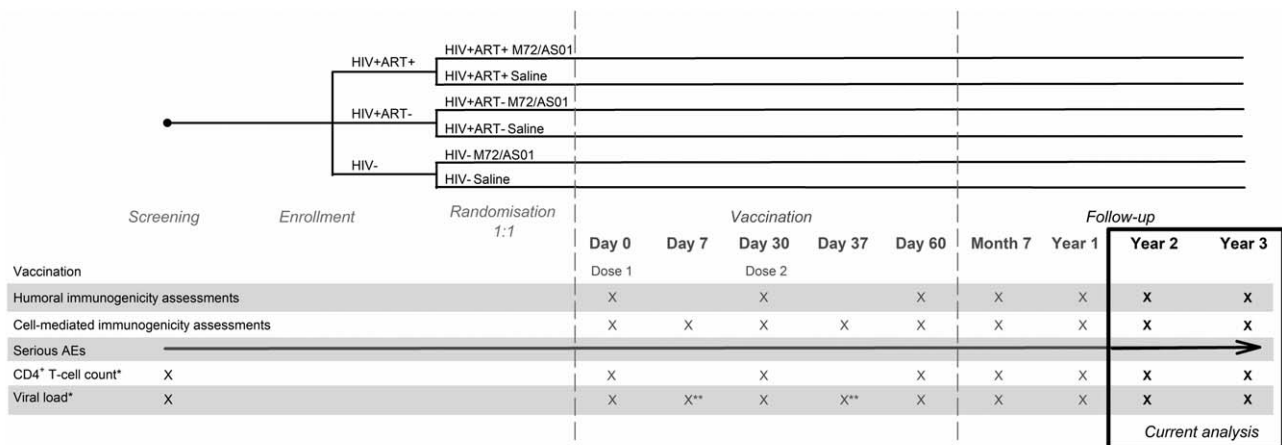 HIV+ART+ M72/AS01
HIV+ART+
HIV+ART+ Saline
HIV+ART- M72/AS01
HIV+ART-
HIV+ART- Saline
HIV- M72/AS01
HIV-
HIV- Saline
Screening Enrollment Randomisation 1:1 Vaccination Follow-up
Day 0 Day 7 Day 30 Day 37 Day 60 Month 7 Year 1 Year 2 Year 3
Vaccination Dose 1 Dose 2
Humoral immunogenicity assessments X X X X X X X
Cell-mediated immunogenicity assessments X X X X X X X X X
Serious AEs
CD4⁺ T-cell count* X X X X X X X X
Viral load* X X X** X X** X X X X X
Current analysis